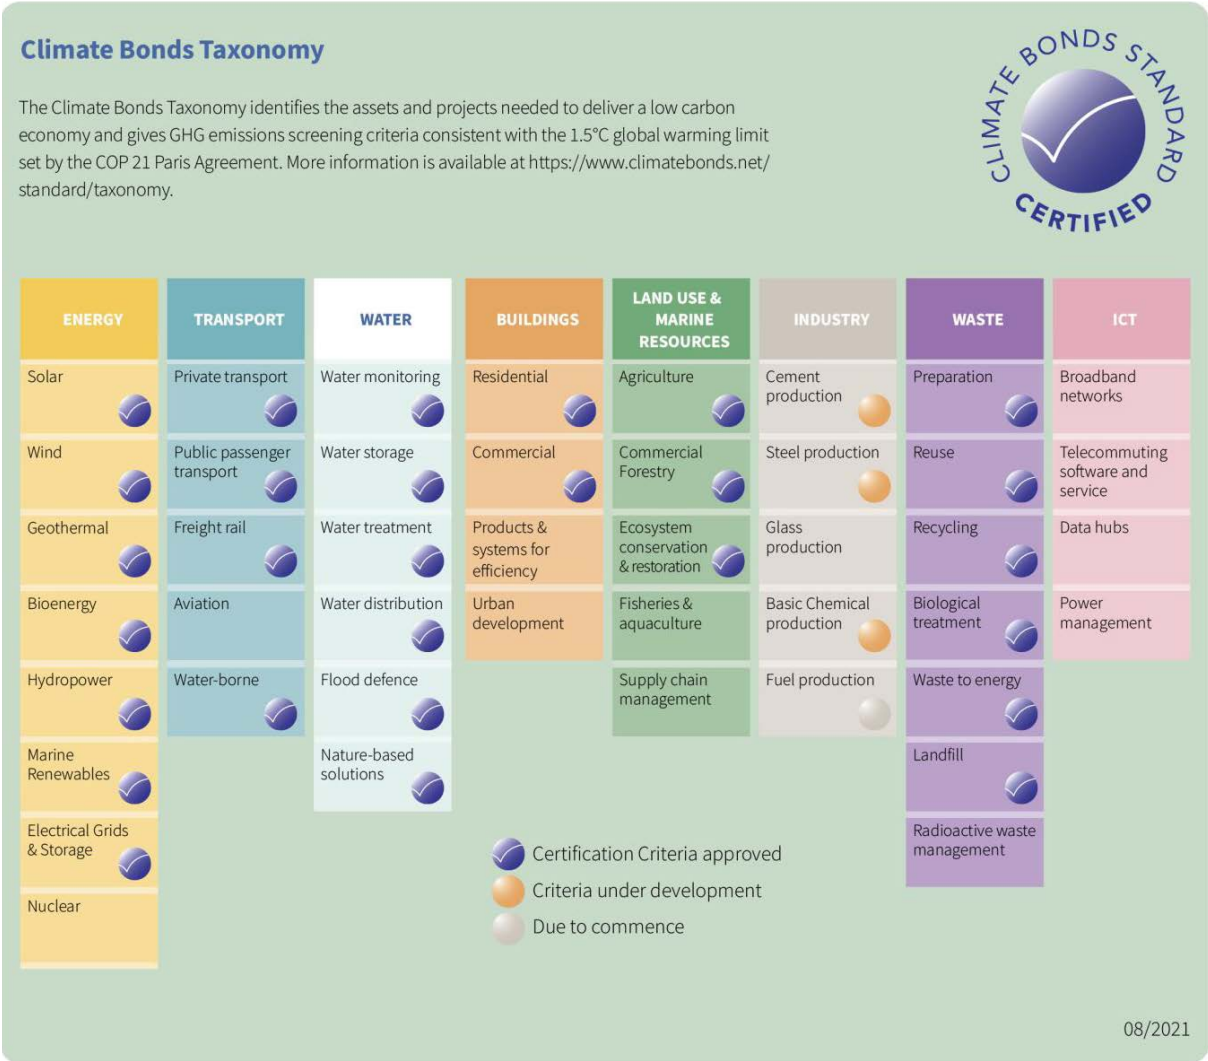 Climate Bonds Taxonomy
The Climate Bonds Taxonomy identifies the assets and projects needed to deliver a low carbon
economy and gives GHG emissions screening criteria consistent with the 1.5°C global warming limit
set by the COP 21 Paris Agreement. More information is available at https://www.climatebonds.net/
standard/taxonomy.
CLIMATE BONDS STANDARD
CERTIFIED
ENERGY
Solar
Wind
Geothermal
Bioenergy
Hydropower
Marine
Renewables
Electrical Grids
& Storage
Nuclear
TRANSPORT
Private transport
Public passenger
transport
Freight rail
Aviation
Water-borne
WATER
Water monitoring
Water storage
Water treatment
Water distribution
Flood defence
Nature-based
solutions
BUILDINGS
Residential
Commercial
Products &
systems for
efficiency
Urban
development
LAND USE &
MARINE
RESOURCES
Agriculture
Commercial
Forestry
Ecosystem
conservation
& restoration
Fisheries &
aquaculture
Supply chain
management
INDUSTRY
Cement
production
Steel production
Glass
production
Basic Chemical
production
Fuel production
WASTE
Preparation
Reuse
Recycling
Biological
treatment
Waste to energy
Landfill
Radioactive waste
management
ICT
Broadband
networks
Telecommuting
software and
service
Data hubs
Power
management
Certification Criteria approved
Criteria under development
Due to commence
08/2021